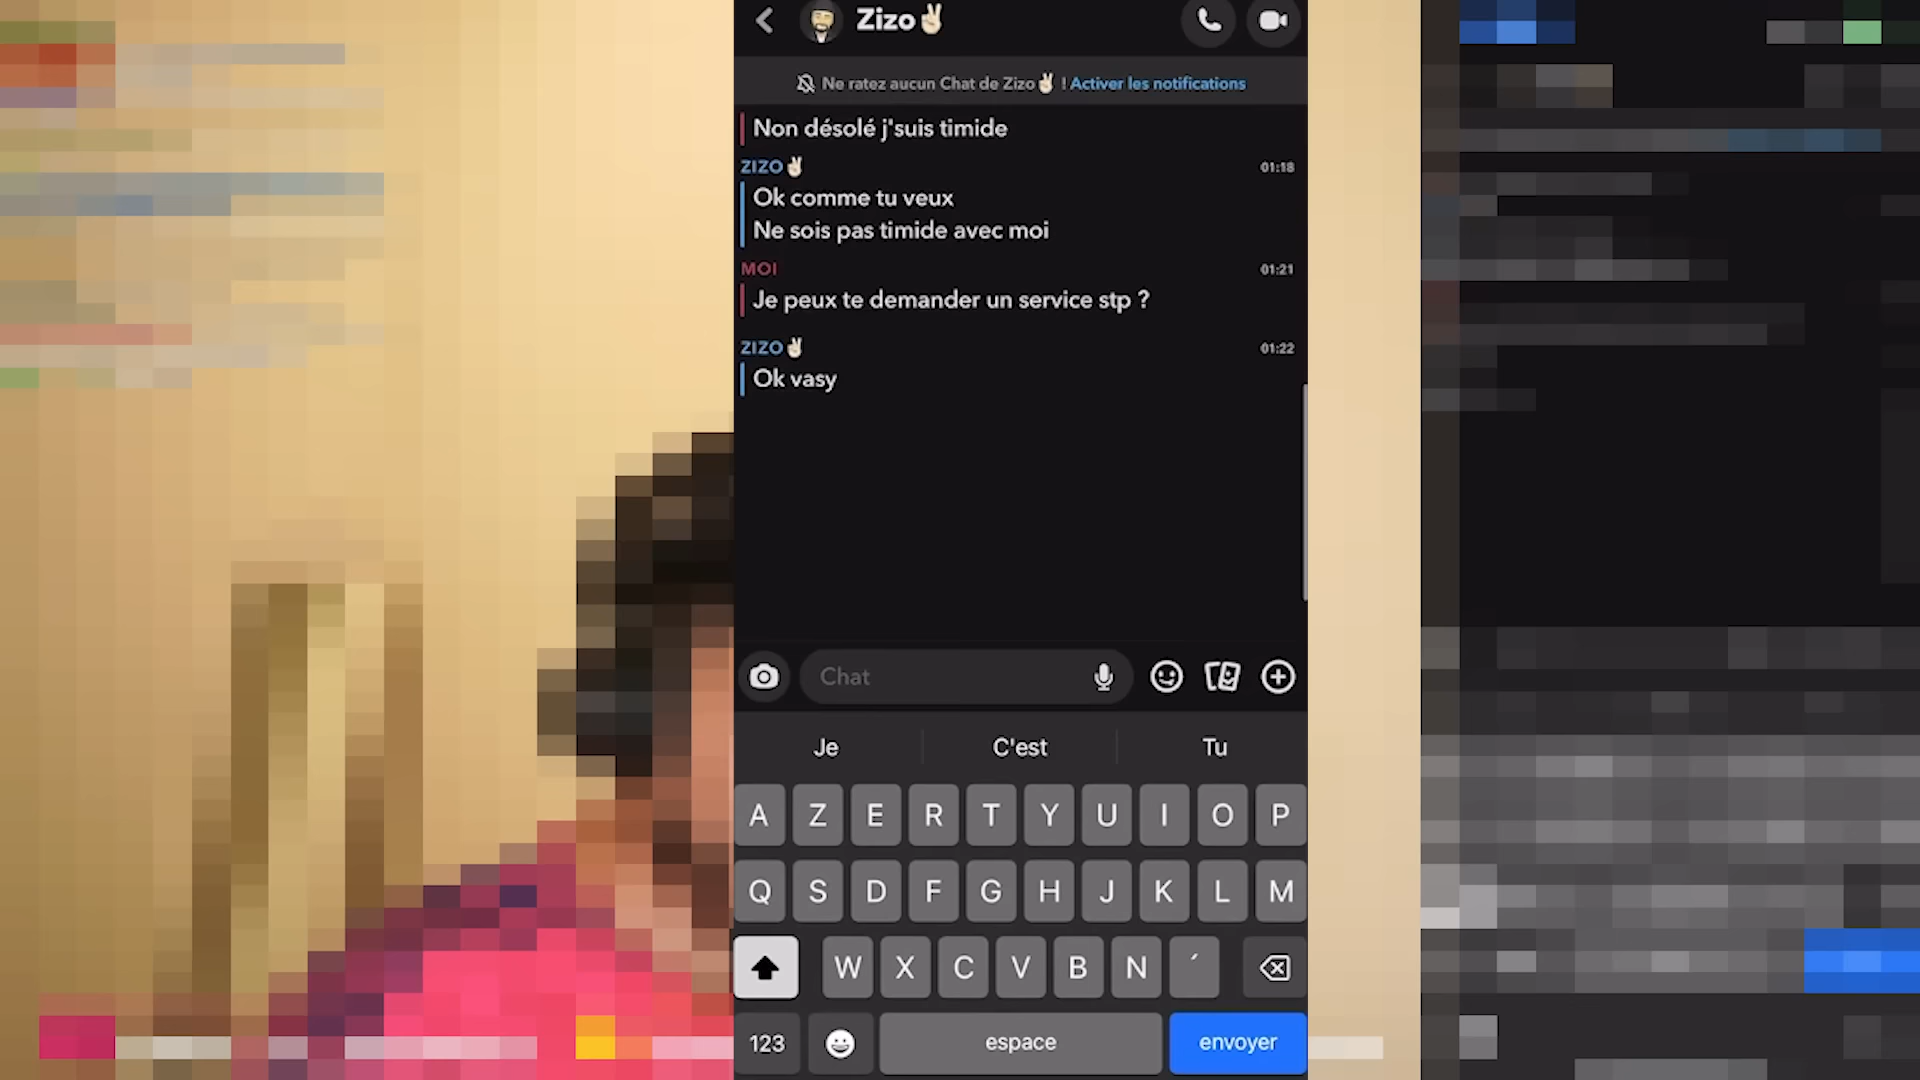 Zizo✌🏻
Ne ratez aucun Chat de Zizo✌🏻 ! Activer les notifications
Non désolé j'suis timide
ZIZO✌🏻 01:18
Ok comme tu veux
Ne sois pas timide avec moi
MOI 01:21
Je peux te demander un service stp ?
ZIZO✌🏻 01:22
Ok vasy
Chat
Je C'est Tu
A Z E R T Y U I O P
Q S D F G H J K L M
W X C V B N ´
123 espace envoyer